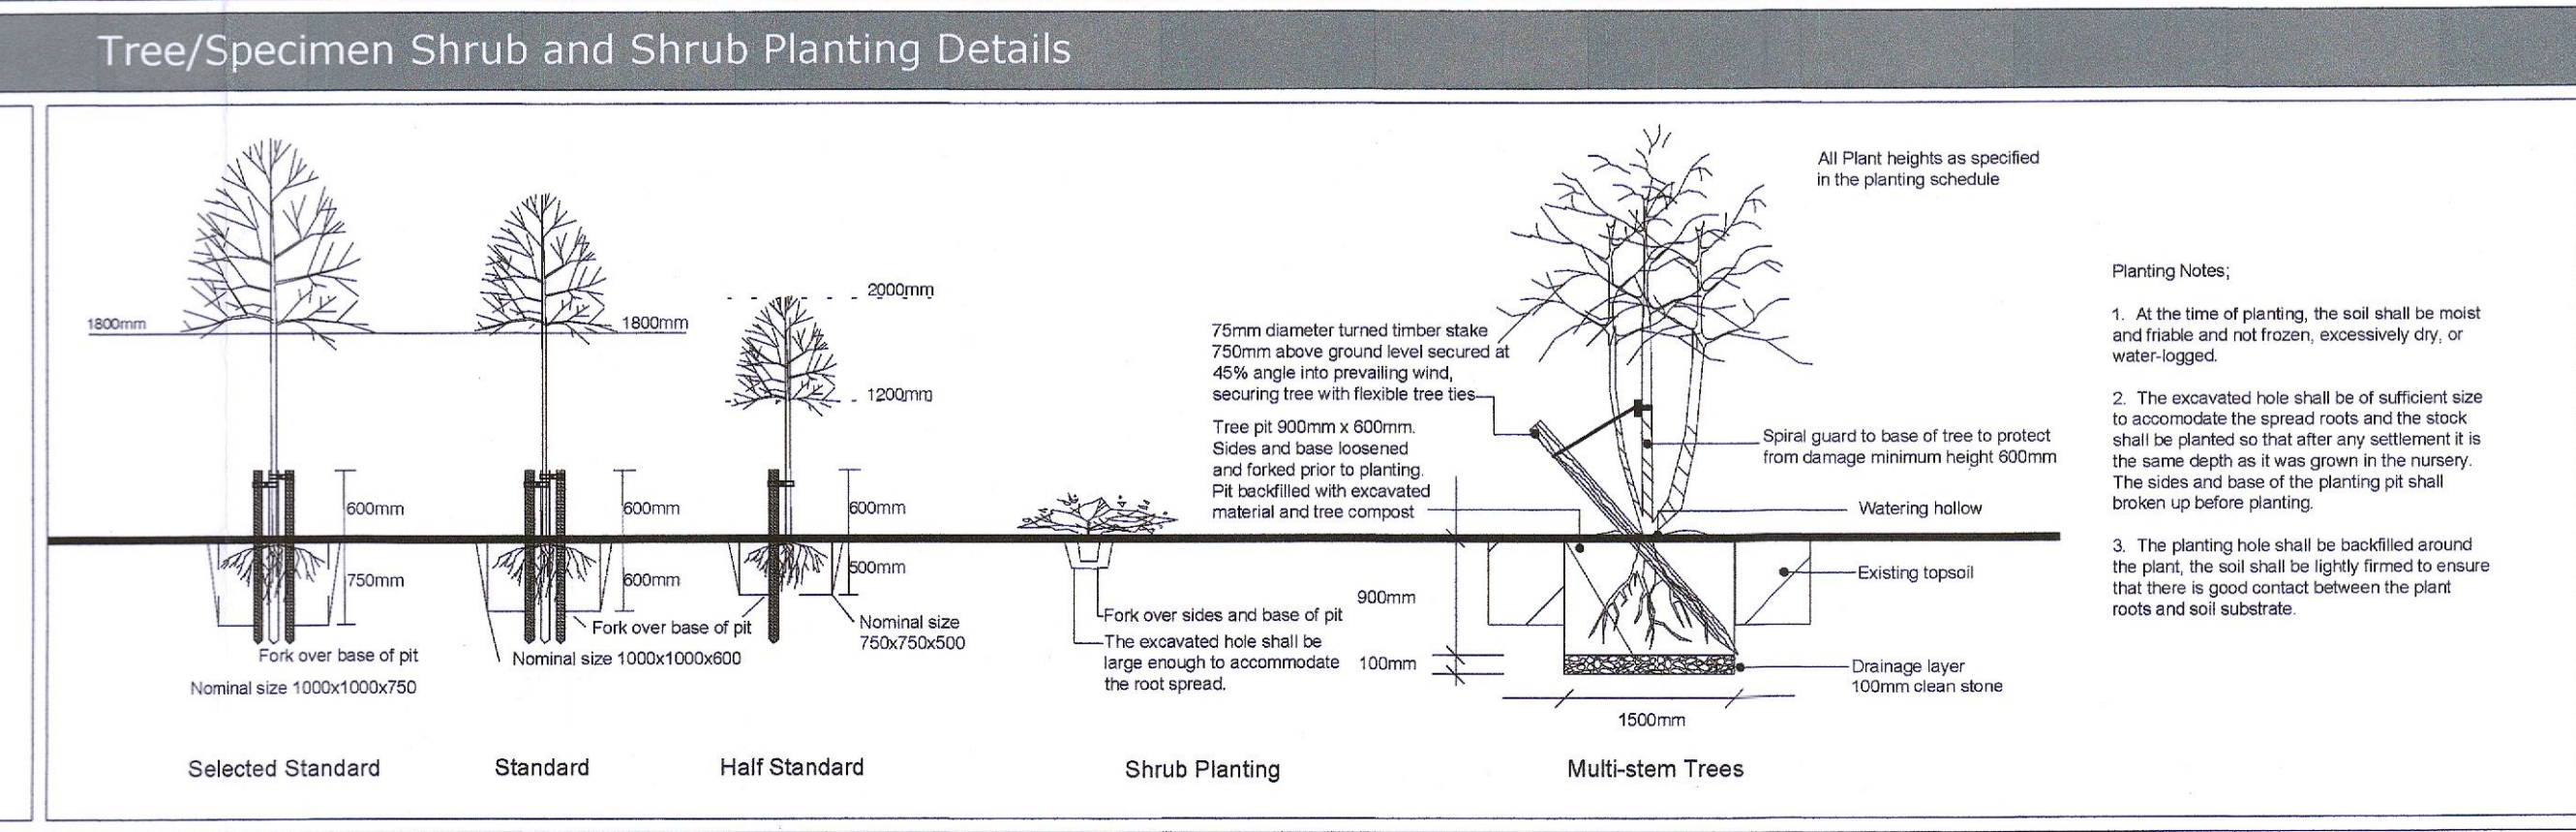 Tree/Specimen Shrub and Shrub Planting Details
1800mm
600mm
750mm
Fork over base of pit
Nominal size 1000x1000x750
Selected Standard
1800mm
600mm
600mm
Fork over base of pit
Nominal size 1000x1000x600
Standard
2000mm
1200mm
600mm
500mm
Nominal size
750x750x500
Half Standard
Fork over sides and base of pit
The excavated hole shall be
large enough to accommodate
the root spread.
Shrub Planting
75mm diameter turned timber stake
750mm above ground level secured at
45% angle into prevailing wind,
securing tree with flexible tree ties
Tree pit 900mm x 600mm.
Sides and base loosened
and forked prior to planting.
Pit backfilled with excavated
material and tree compost
900mm
100mm
1500mm
Multi-stem Trees
All Plant heights as specified
in the planting schedule
Spiral guard to base of tree to protect
from damage minimum height 600mm
Watering hollow
Existing topsoil
Drainage layer
100mm clean stone
Planting Notes;
1. At the time of planting, the soil shall be moist
and friable and not frozen, excessively dry, or
water-logged.
2. The excavated hole shall be of sufficient size
to accomodate the spread roots and the stock
shall be planted so that after any settlement it is
the same depth as it was grown in the nursery.
The sides and base of the planting pit shall
broken up before planting.
3. The planting hole shall be backfilled around
the plant, the soil shall be lightly firmed to ensure
that there is good contact between the plant
roots and soil substrate.